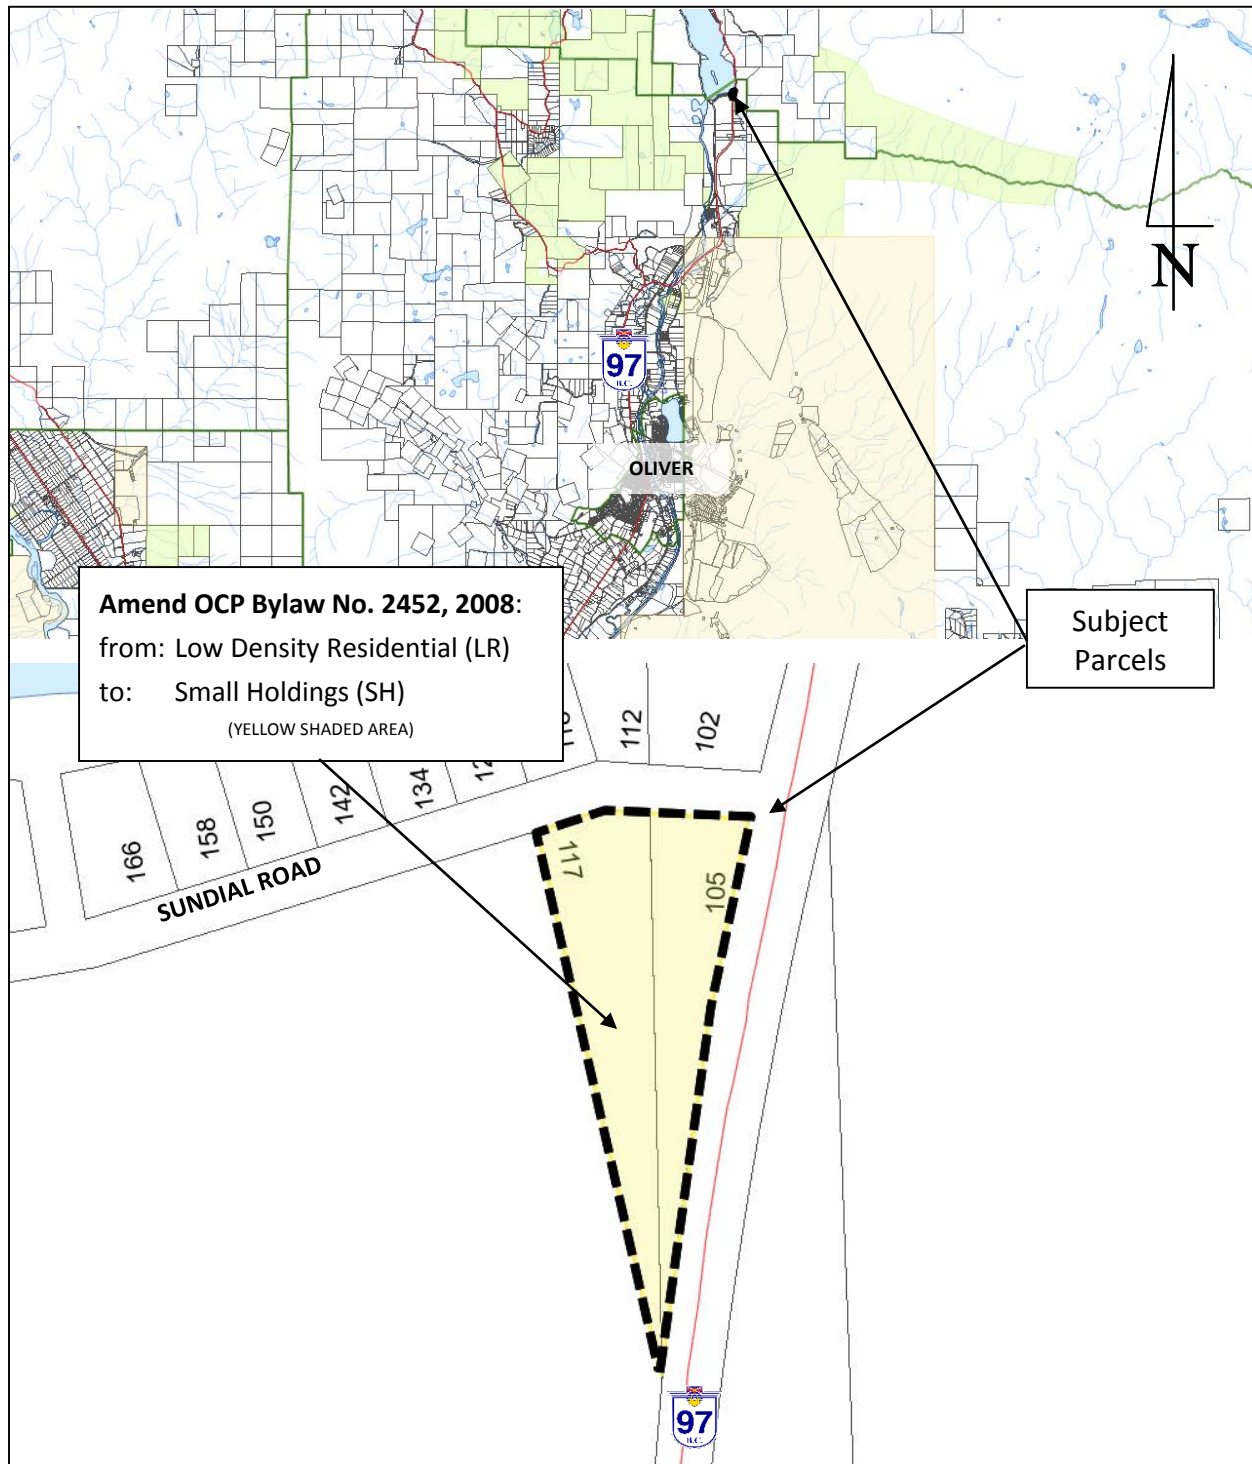 N
97
B.C.
OLIVER
Amend OCP Bylaw No. 2452, 2008:
from: Low Density Residential (LR)
to: Small Holdings (SH)
(YELLOW SHADED AREA)
Subject
Parcels
112
102
134
142
150
158
166
SUNDIAL ROAD
117
105
97
B.C.